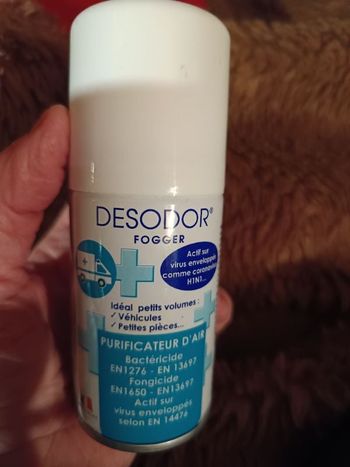 DESODOR®
FOGGER
Actif sur
virus enveloppés
comme coronavirus
H1N1...
Idéal petits volumes :
✓ Véhicules
✓ Petites pièces...
PURIFICATEUR D'AIR
Bactéricide
EN1276 - EN 13697
Fongicide
EN1650 - EN13697
Actif sur
virus enveloppés
selon EN 14476